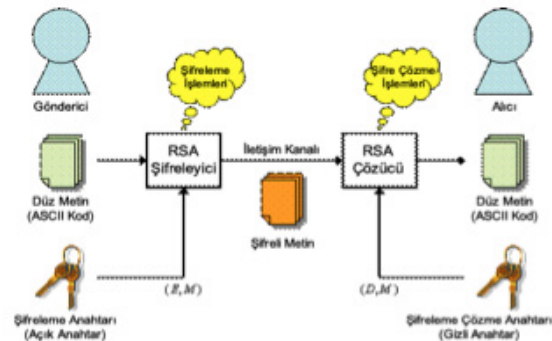 Şifreleme
İşlemleri
Şifre Çözme
İşlemleri
Gönderici
Alıcı
RSA
Şifreleyici
İletişim Kanalı
RSA
Çözücü
Düz Metin
(ASCII Kod)
Şifreli Metin
Düz Metin
(ASCII Kod)
(E,M)
(D,M)
Şifreleme Anahtarı
(Açık Anahtar)
Şifreleme Çözme Anahtarı
(Gizli Anahtar)